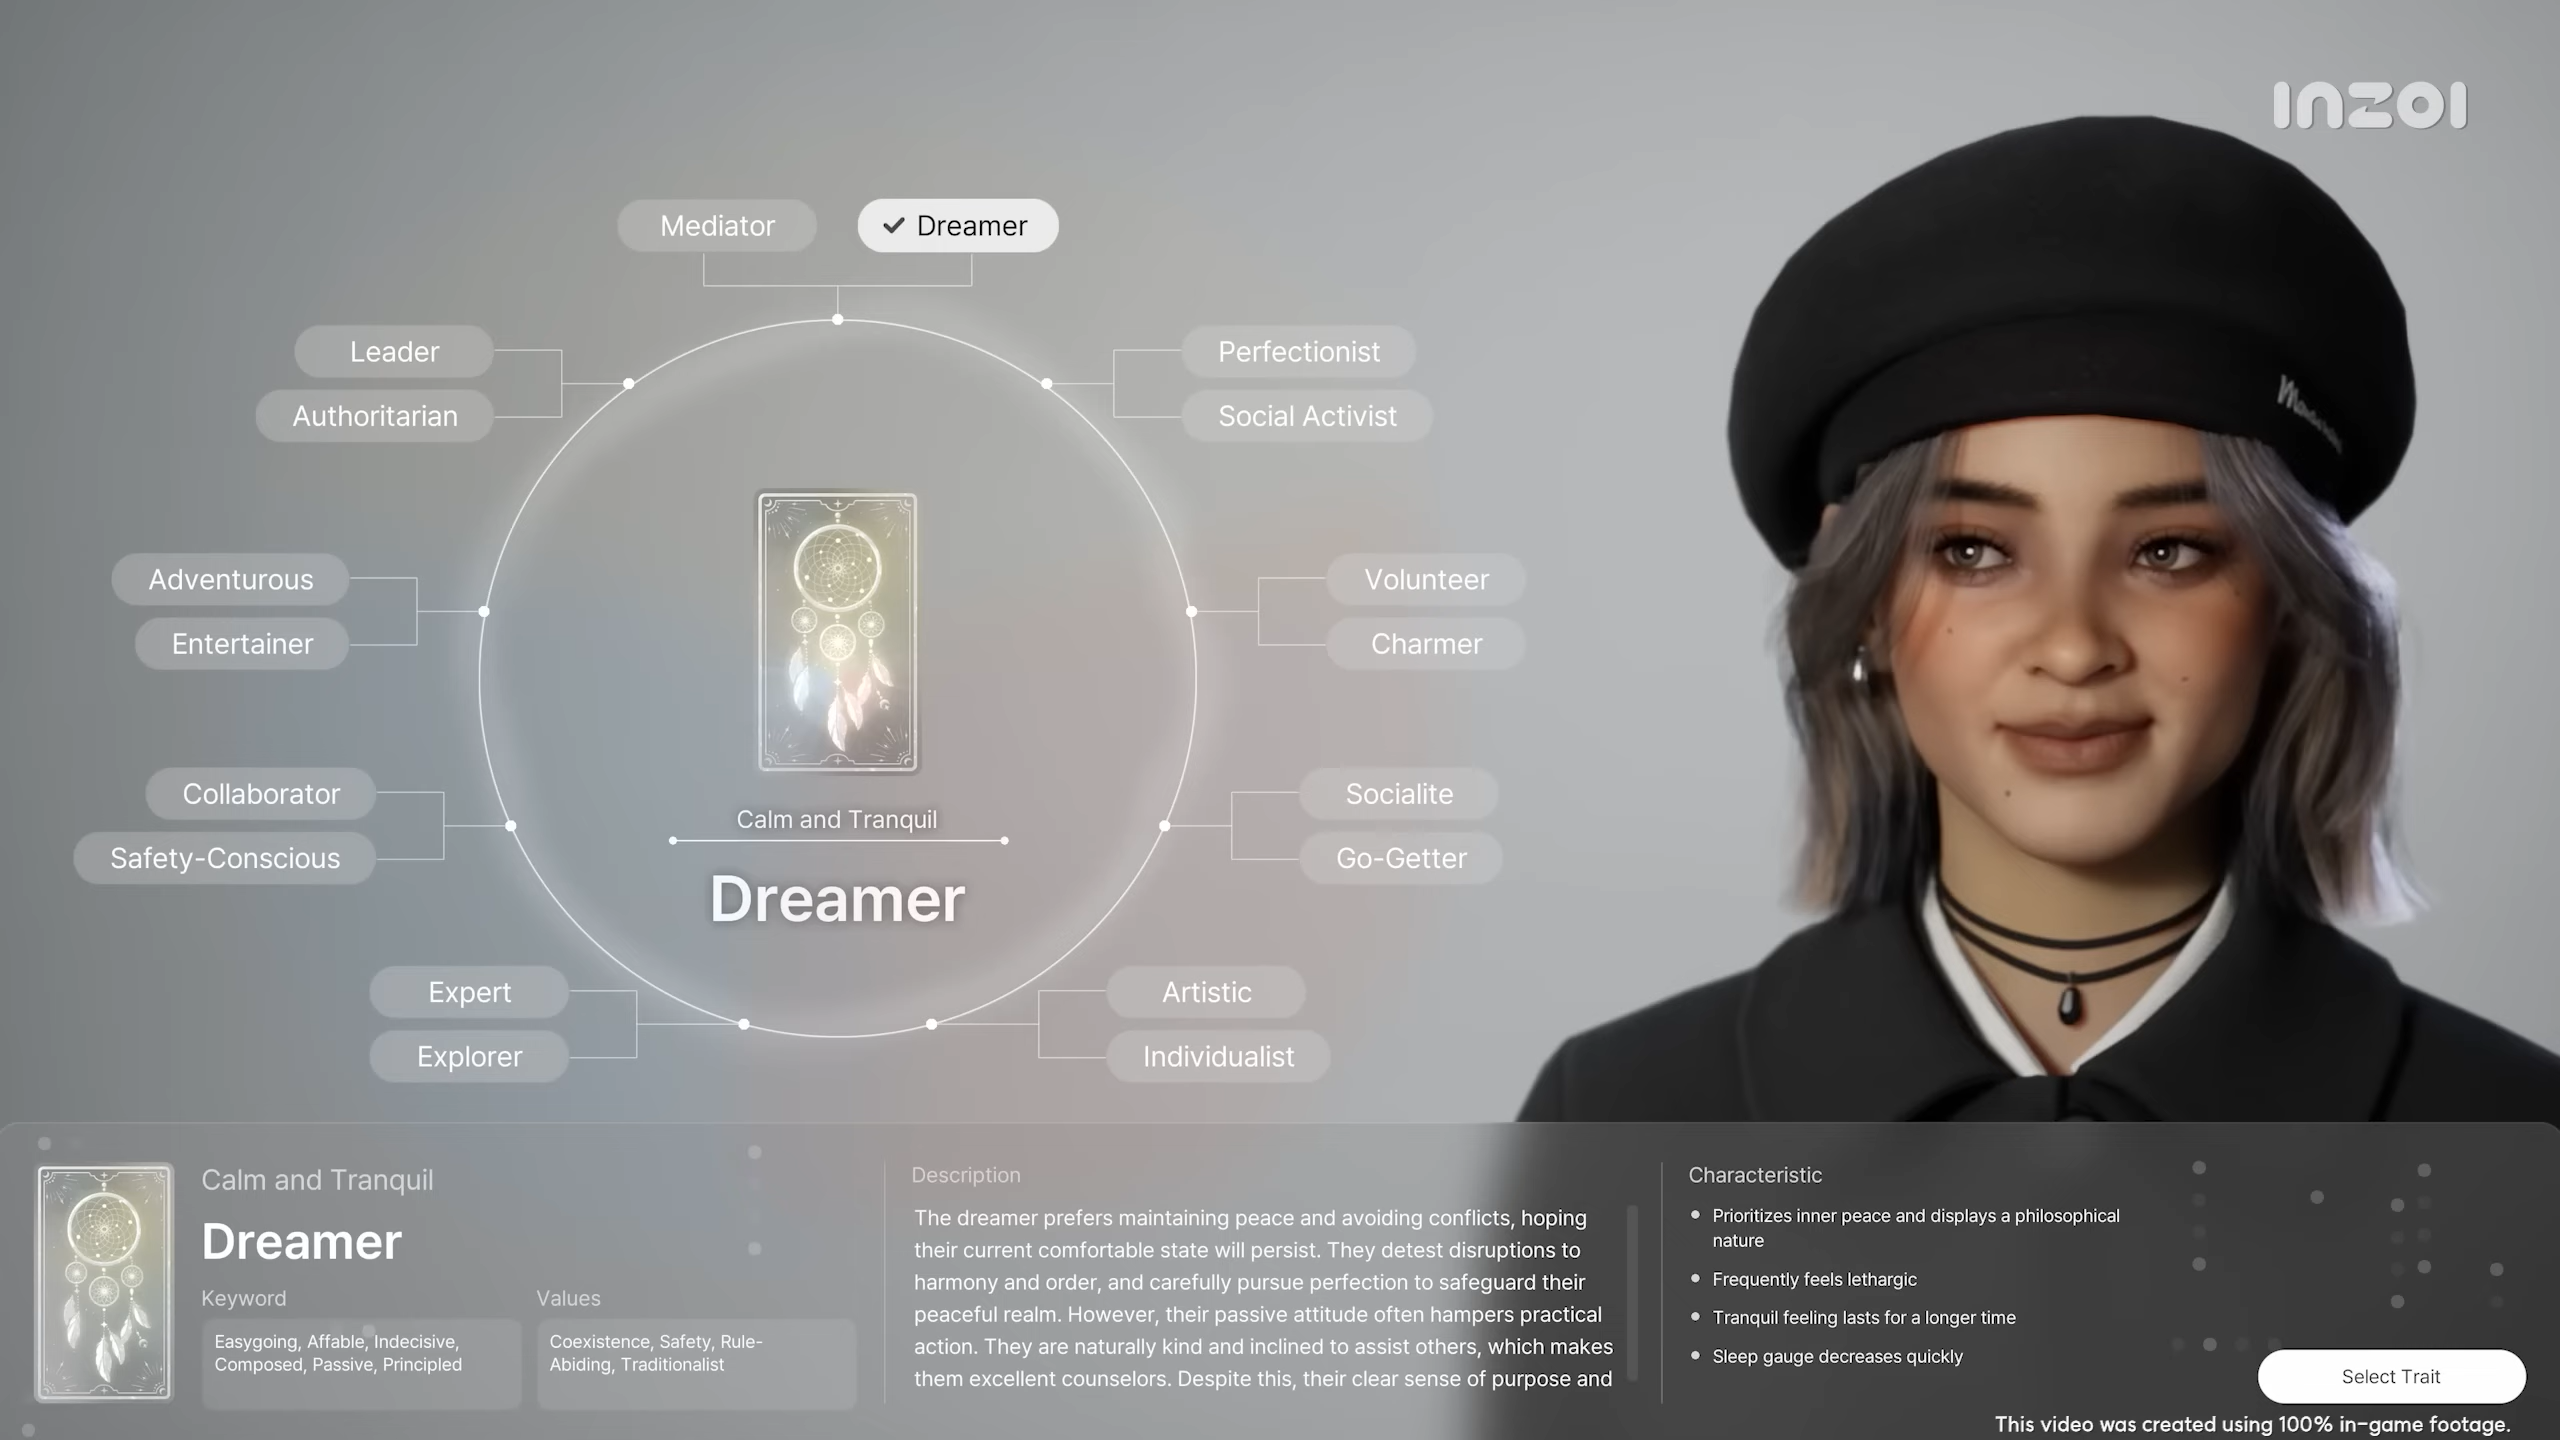 INZOI
Mediator
Dreamer
Leader
Authoritarian
Perfectionist
Social Activist
Adventurous
Entertainer
Volunteer
Charmer
Collaborator
Safety-Conscious
Socialite
Go-Getter
Calm and Tranquil
Dreamer
Expert
Explorer
Artistic
Individualist
Calm and Tranquil
Dreamer
Keyword
Easygoing, Affable, Indecisive,
Composed, Passive, Principled
Values
Coexistence, Safety, Rule-
Abiding, Traditionalist
Description
The dreamer prefers maintaining peace and avoiding conflicts, hoping
their current comfortable state will persist. They detest disruptions to
harmony and order, and carefully pursue perfection to safeguard their
peaceful realm. However, their passive attitude often hampers practical
action. They are naturally kind and inclined to assist others, which makes
them excellent counselors. Despite this, their clear sense of purpose and
Characteristic
Prioritizes inner peace and displays a philosophical
nature
Frequently feels lethargic
Tranquil feeling lasts for a longer time
Sleep gauge decreases quickly
Select Trait
This video was created using 100% in-game footage.